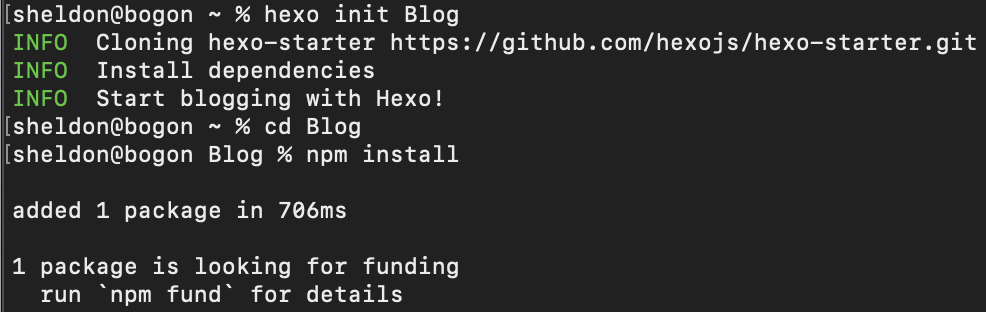 [sheldon@bogon ~ % hexo init Blog
INFO  Cloning hexo-starter https://github.com/hexojs/hexo-starter.git
INFO  Install dependencies
INFO  Start blogging with Hexo!
[sheldon@bogon ~ % cd Blog
[sheldon@bogon Blog % npm install
added 1 package in 706ms
1 package is looking for funding
  run `npm fund` for details